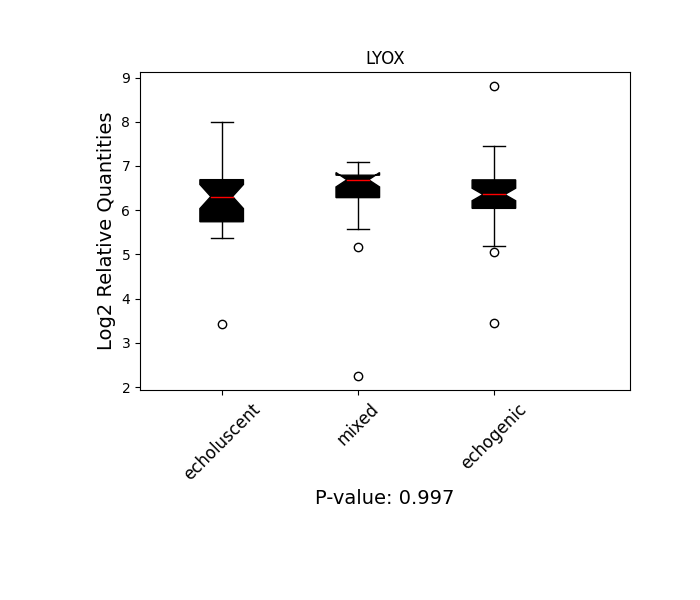 LYOX
Log2 Relative Quantities
9
8
7
6
5
4
3
2
echoluscent
mixed
echogenic
P-value: 0.997